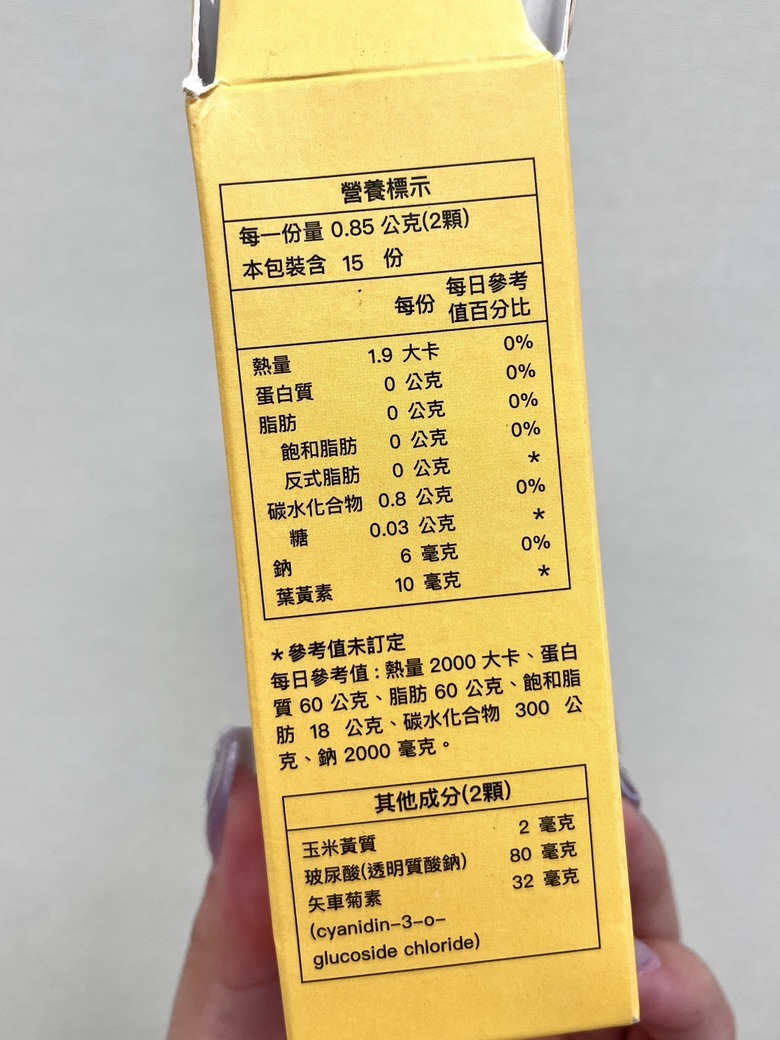 營養標示
每一份量 0.85 公克(2顆)
本包裝含 15 份
每份 每日參考值百分比
熱量 1.9 大卡 0%
蛋白質 0 公克 0%
脂肪 0 公克 0%
飽和脂肪 0 公克 0%
反式脂肪 0 公克 *
碳水化合物 0.8 公克 0%
糖 0.03 公克 *
鈉 6 毫克 0%
葉黃素 10 毫克 *
*參考值未訂定
每日參考值:熱量 2000 大卡、蛋白
質 60 公克、脂肪 60 公克、飽和脂
肪 18 公克、碳水化合物 300 公
克、鈉 2000 毫克。
其他成分(2顆)
玉米黃質 2 毫克
玻尿酸(透明質酸鈉) 80 毫克
矢車菊素 32 毫克
(cyanidin-3-o-
glucoside chloride)